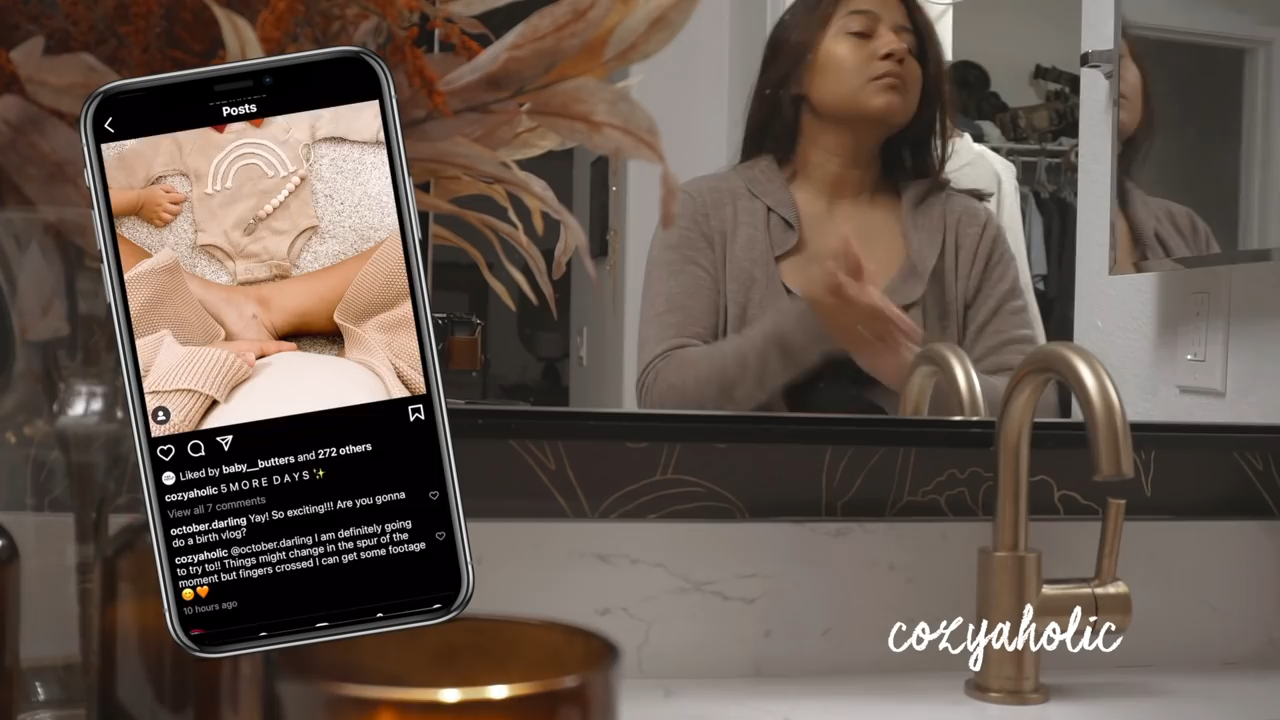 Posts
Liked by baby__butters and 272 others
cozyaholic 5 M O R E D A Y S ✨
View all 7 comments
october.darling Yay! So exciting!!! Are you gonna
do a birth vlog?
cozyaholic @october.darling I am definitely going
to try to!! Things might change in the spur of the
moment but fingers crossed I can get some footage
😊🧡
10 hours ago
cozyaholic